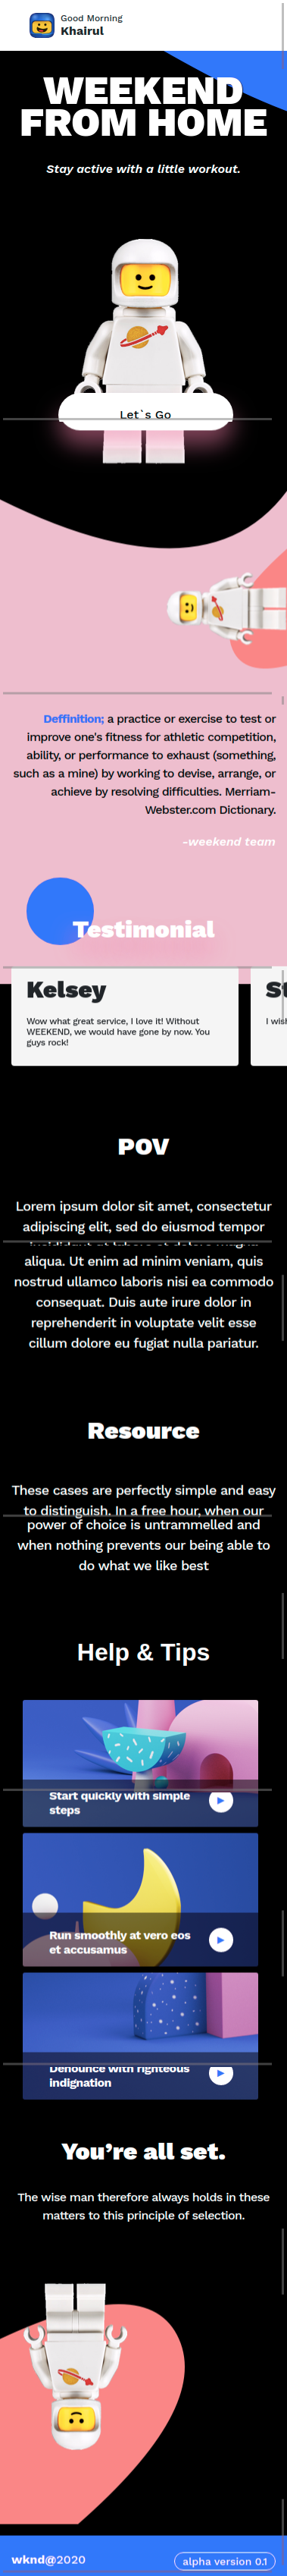 Good Morning
Khairul
WEEKEND
FROM HOME
Stay active with a little workout.
Let`s Go
Deffinition; a practice or exercise to test or
improve one's fitness for athletic competition,
ability, or performance to exhaust (something,
such as a mine) by working to devise, arrange, or
achieve by resolving difficulties. Merriam-
Webster.com Dictionary.
-weekend team
Testimonial
Kelsey
Wow what great service, I love it! Without
WEEKEND, we would have gone by now. You
guys rock!
I wish
POV
Lorem ipsum dolor sit amet, consectetur
adipiscing elit, sed do eiusmod tempor
aliqua. Ut enim ad minim veniam, quis
nostrud ullamco laboris nisi ea commodo
consequat. Duis aute irure dolor in
reprehenderit in voluptate velit esse
cillum dolore eu fugiat nulla pariatur.
Resource
These cases are perfectly simple and easy
to distinguish. In a free hour, when our
power of choice is untrammelled and
when nothing prevents our being able to
do what we like best
Help & Tips
Start quickly with simple
steps
Run smoothly at vero eos
et accusamus
Denounce with righteous
indignation
You’re all set.
The wise man therefore always holds in these
matters to this principle of selection.
wknd@2020
alpha version 0.1